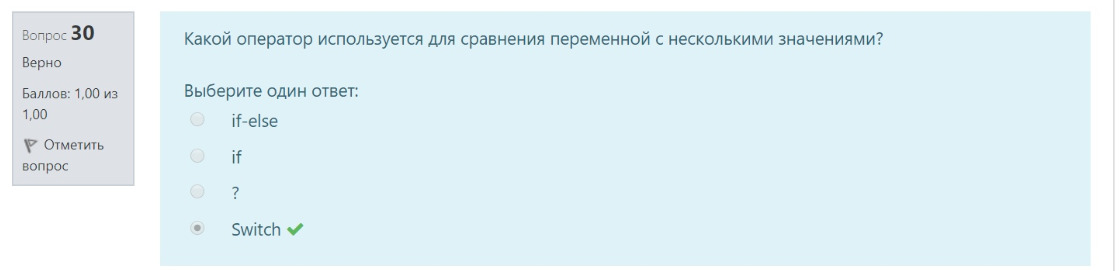 Вопрос 30
Верно
Баллов: 1,00 из
1,00
Отметить
вопрос
Какой оператор используется для сравнения переменной с несколькими значениями?
Выберите один ответ:
if-else
if
?
Switch